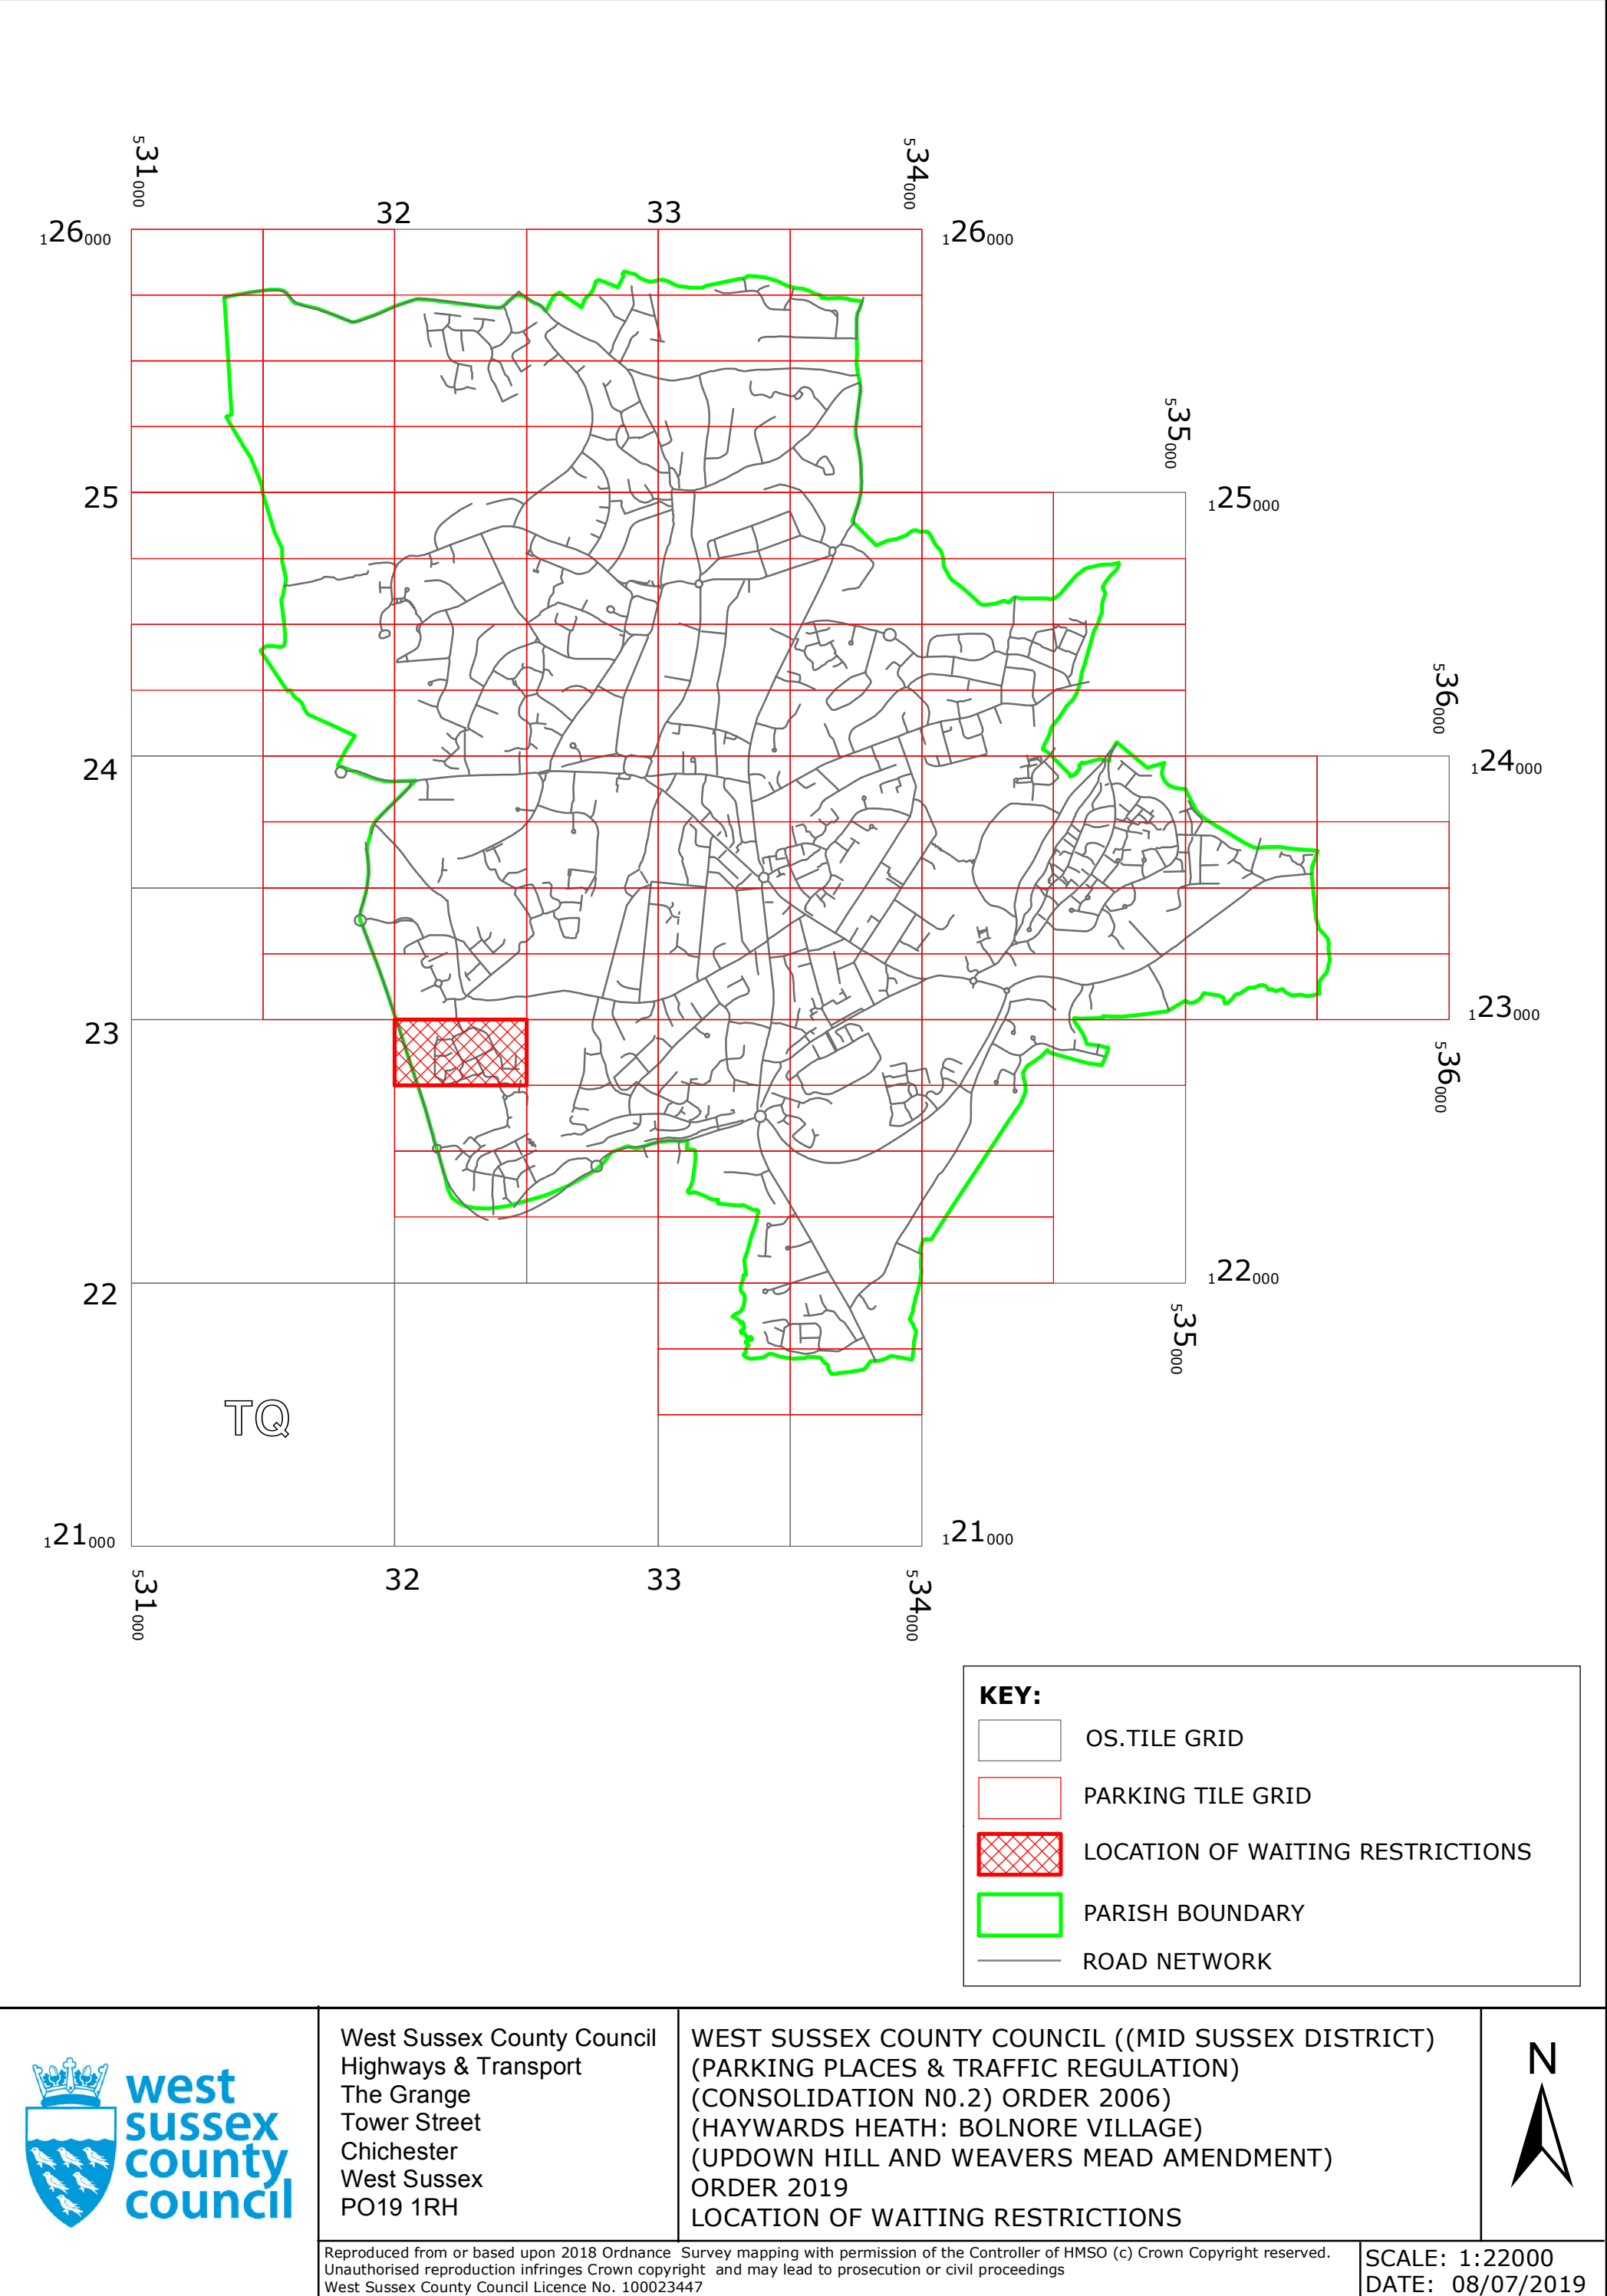 531000
534000
32
33
126000
126000
535000
25
125000
536000
24
124000
23
123000
536000
22
122000
535000
TQ
121000
121000
531000
32
33
534000
KEY:
OS.TILE GRID
PARKING TILE GRID
LOCATION OF WAITING RESTRICTIONS
PARISH BOUNDARY
ROAD NETWORK
west
sussex
county
council
West Sussex County Council
Highways & Transport
The Grange
Tower Street
Chichester
West Sussex
PO19 1RH
WEST SUSSEX COUNTY COUNCIL ((MID SUSSEX DISTRICT)
(PARKING PLACES & TRAFFIC REGULATION)
(CONSOLIDATION N0.2) ORDER 2006)
(HAYWARDS HEATH: BOLNORE VILLAGE)
(UPDOWN HILL AND WEAVERS MEAD AMENDMENT)
ORDER 2019
LOCATION OF WAITING RESTRICTIONS
N
Reproduced from or based upon 2018 Ordnance Survey mapping with permission of the Controller of HMSO (c) Crown Copyright reserved.
Unauthorised reproduction infringes Crown copyright and may lead to prosecution or civil proceedings
West Sussex County Council Licence No. 100023447
SCALE: 1:22000
DATE: 08/07/2019